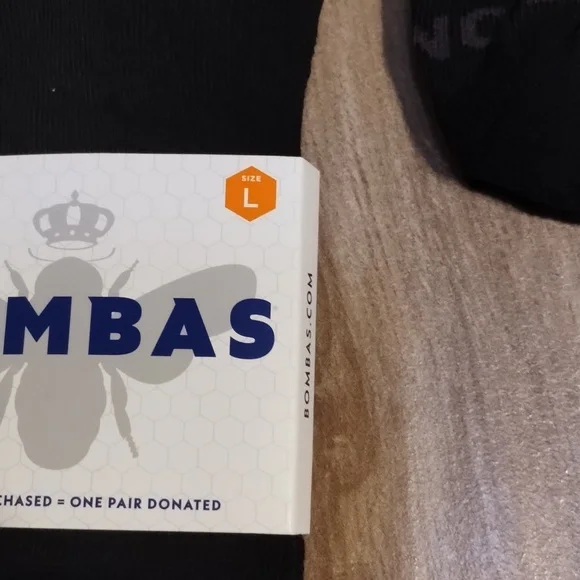 SIZE
L
MBAS
BOMBAS.COM
CHASED = ONE PAIR DONATED